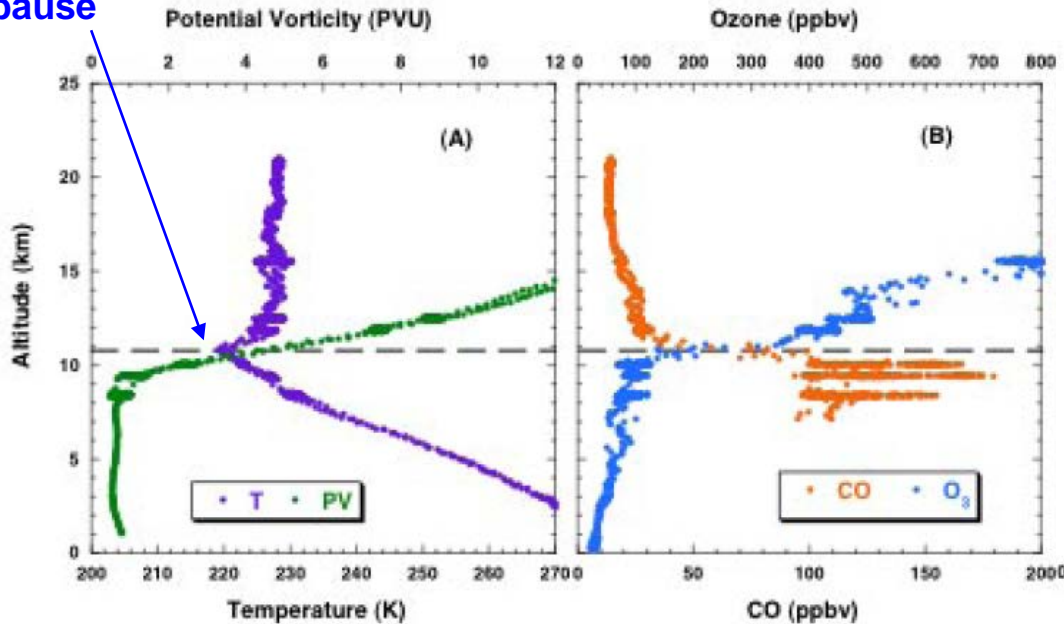 pause
Potential Vorticity (PVU)
0 2 4 6 8 10 12
Ozone (ppbv)
0 100 200 300 400 500 600 700 800
Altitude (km)
25
20
15
10
5
0
(A)
T PV
200 210 220 230 240 250 260 270
Temperature (K)
(B)
CO O₃
0 50 100 150 2000
CO (ppbv)